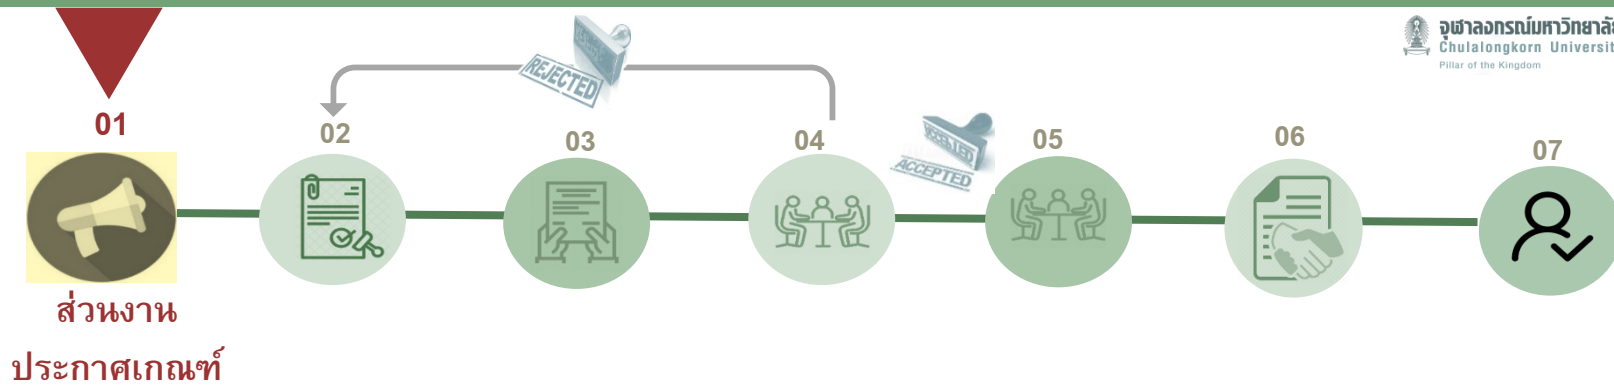 จุฬาลงกรณ์มหาวิทยาลัย
Chulalongkorn Universit
Pillar of the Kingdom
REJECTED
ACCEPTED
ACCEPTED
01
02
03
04
05
06
07
ส่วนงาน
ประกาศเกณฑ์